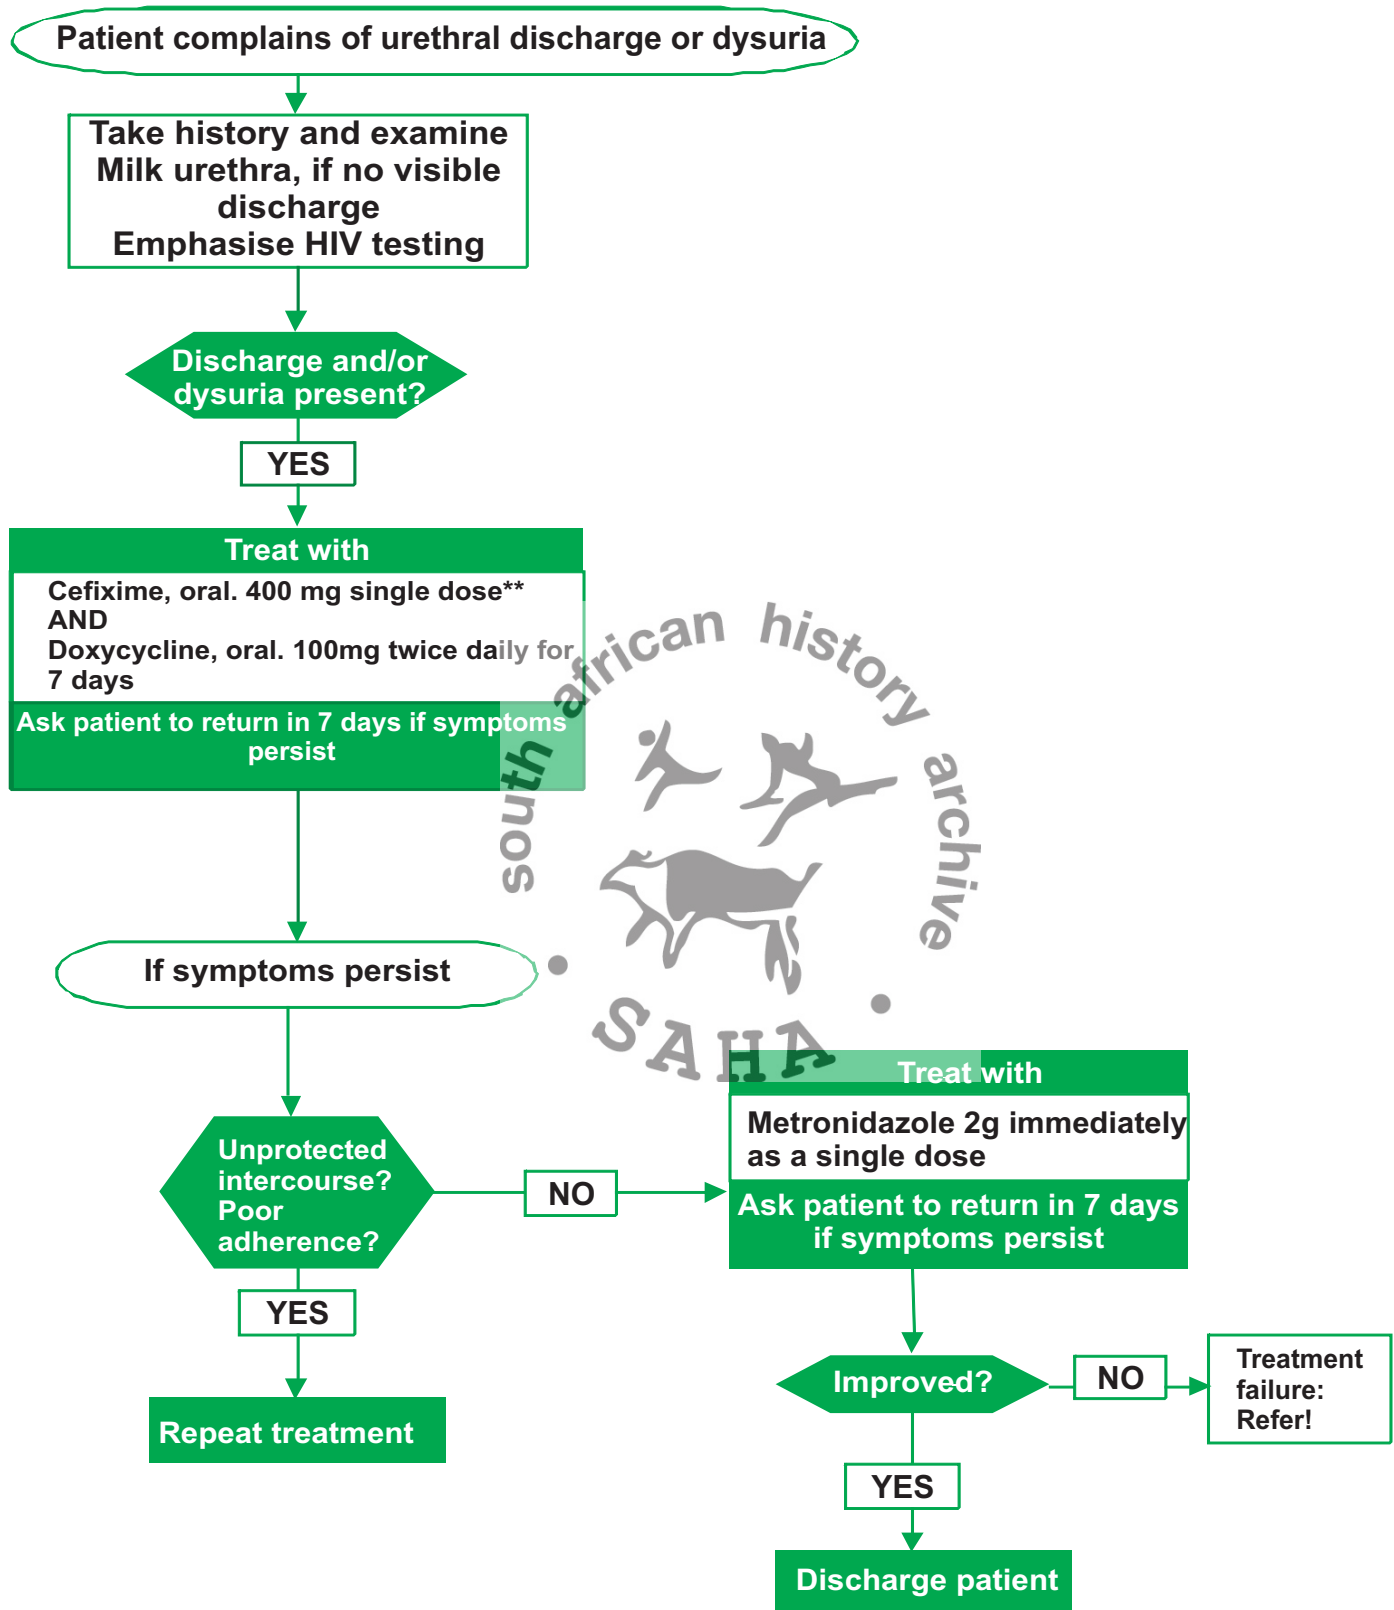 Patient complains of urethral discharge or dysuria
Take history and examine
Milk urethra, if no visible
discharge
Emphasise HIV testing
Discharge and/or
dysuria present?
YES
Treat with
Cefixime, oral. 400 mg single dose**
AND
Doxycycline, oral. 100mg twice daily for
7 days
Ask patient to return in 7 days if symptoms
persist
south african history archive
SAHA
If symptoms persist
Unprotected
intercourse?
Poor
adherence?
NO
Treat with
Metronidazole 2g immediately
as a single dose
Ask patient to return in 7 days
if symptoms persist
YES
Repeat treatment
Improved?
NO
Treatment
failure:
Refer!
YES
Discharge patient